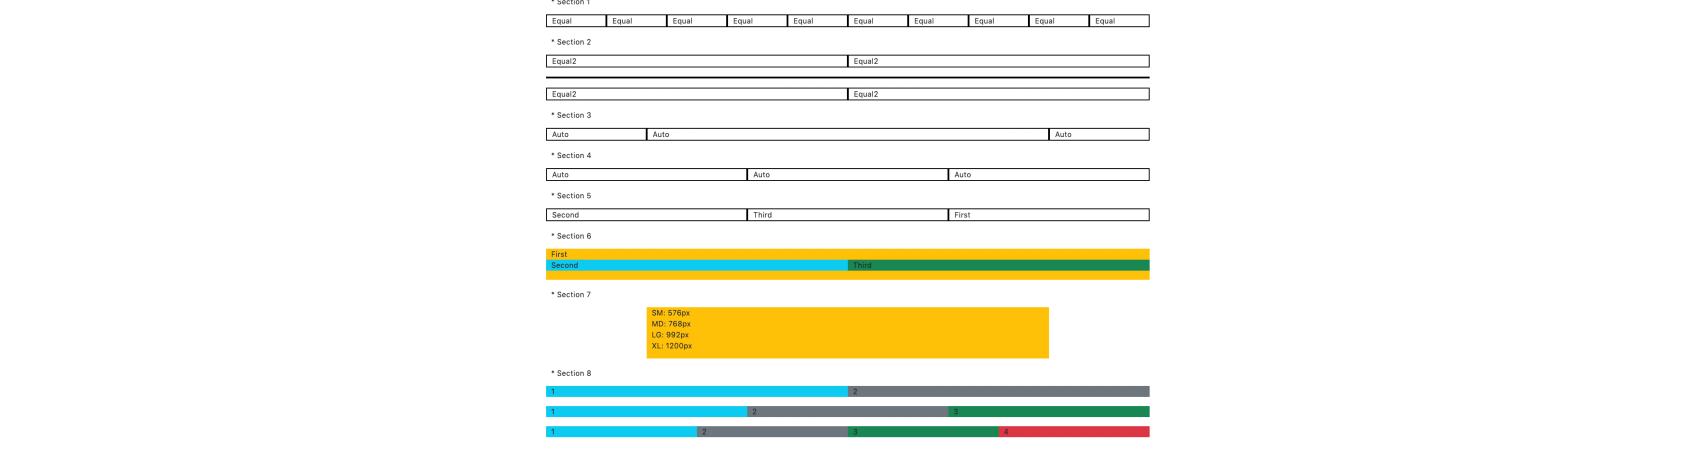 * Section 1
Equal Equal Equal Equal Equal Equal Equal Equal Equal Equal
* Section 2
Equal2 Equal2
Equal2 Equal2
* Section 3
Auto Auto Auto
* Section 4
Auto Auto Auto
* Section 5
Second Third First
* Section 6
First
Second Third
* Section 7
SM: 576px
MD: 768px
LG: 992px
XL: 1200px
* Section 8
1 2
1 2 3
1 2 3 4